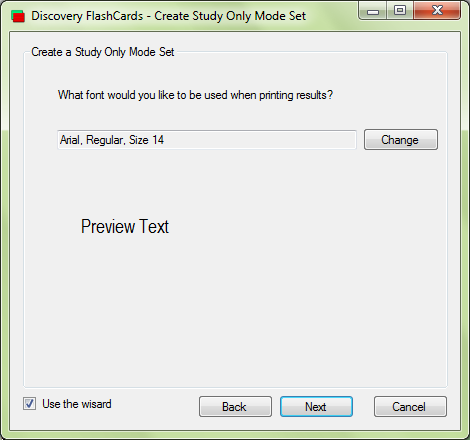 Discovery FlashCards - Create Study Only Mode Set
Create a Study Only Mode Set
What font would you like to be used when printing results?
Arial, Regular, Size 14
Change
Preview Text
Use the wisard
Back
Next
Cancel